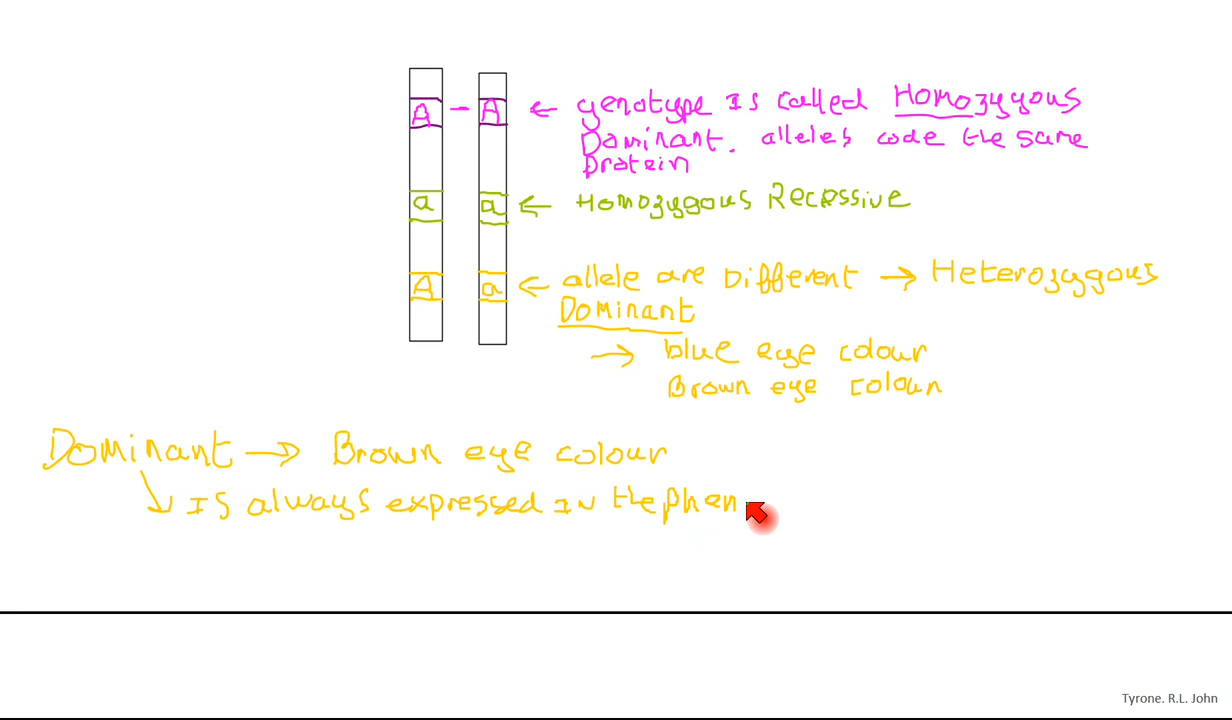 A - A ← genotype Is called Homozygous
Dominant. alleles code the same
protein
a a ← Homozygous Recessive
A a ← allele are Different → Heterozygous
Dominant
→ blue eye colour
Brown eye colour
Dominant → Brown eye colour
↘ Is always expressed In the phen
Tyrone. R.L. John